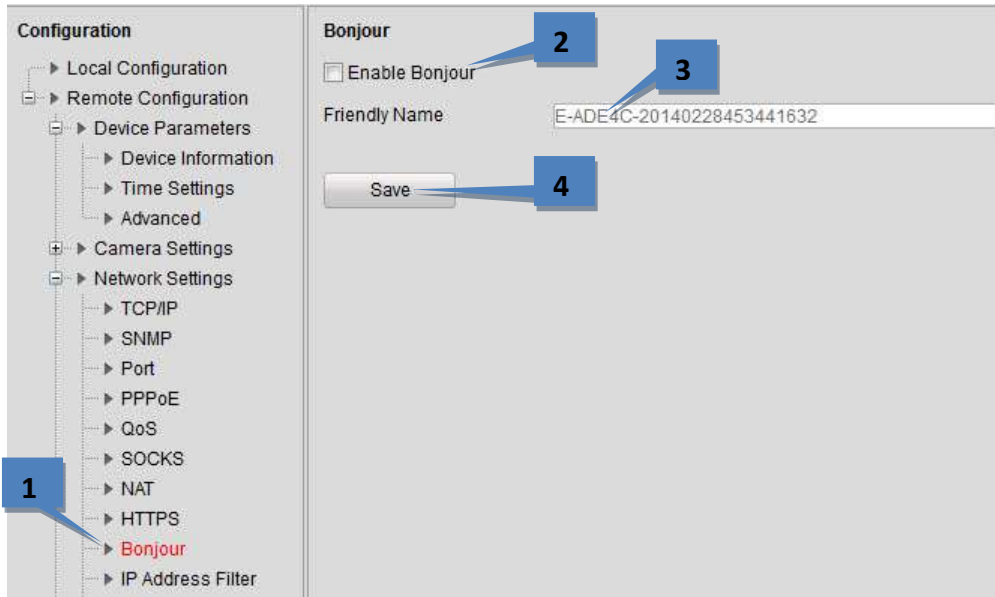 Configuration
Local Configuration
Remote Configuration
Device Parameters
Device Information
Time Settings
Advanced
Camera Settings
Network Settings
TCP/IP
SNMP
Port
PPPoE
QoS
SOCKS
NAT
HTTPS
Bonjour
IP Address Filter
1
Bonjour
Enable Bonjour
2
Friendly Name
E-ADE4C-20140228453441632
3
Save
4